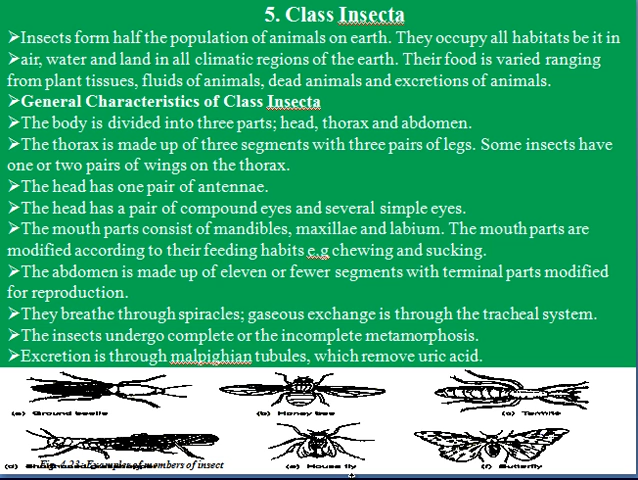 5. Class Insecta
➢Insects form half the population of animals on earth. They occupy all habitats be it in
➢air, water and land in all climatic regions of the earth. Their food is varied ranging
from plant tissues, fluids of animals, dead animals and excretions of animals.
➢General Characteristics of Class Insecta
➢The body is divided into three parts; head, thorax and abdomen.
➢The thorax is made up of three segments with three pairs of legs. Some insects have
one or two pairs of wings on the thorax.
➢The head has one pair of antennae.
➢The head has a pair of compound eyes and several simple eyes.
➢The mouth parts consist of mandibles, maxillae and labium. The mouth parts are
modified according to their feeding habits e.g chewing and sucking.
➢The abdomen is made up of eleven or fewer segments with terminal parts modified
for reproduction.
➢They breathe through spiracles; gaseous exchange is through the tracheal system.
➢The insects undergo complete or the incomplete metamorphosis.
➢Excretion is through malpighian tubules, which remove uric acid.
(a) Ground beetle
(b) Honey bee
(c) Termite
(d)
Fig. 4.23: Examples of members of insect
(e) House fly
(f) Butterfly